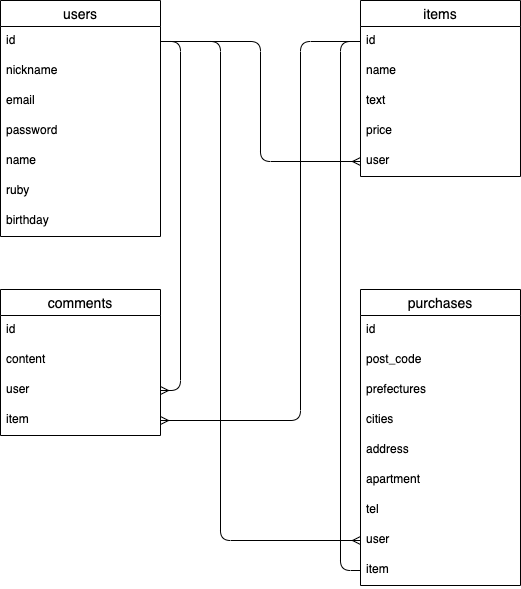 users
id
nickname
email
password
name
ruby
birthday
items
id
name
text
price
user
comments
id
content
user
item
purchases
id
post_code
prefectures
cities
address
apartment
tel
user
item